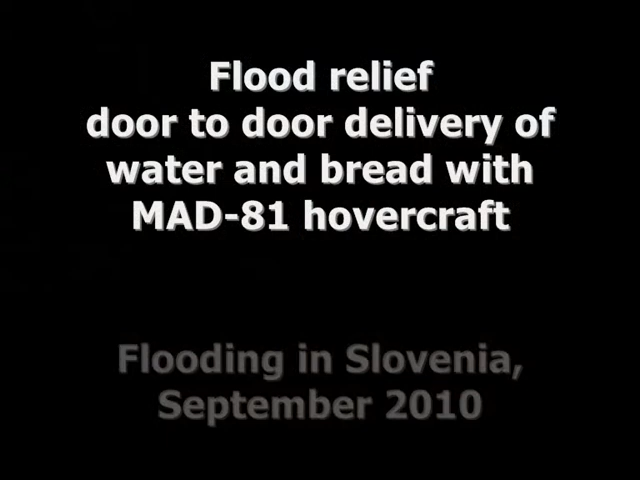 Flood relief
door to door delivery of
water and bread with
MAD-81 hovercraft
Flooding in Slovenia,
September 2010